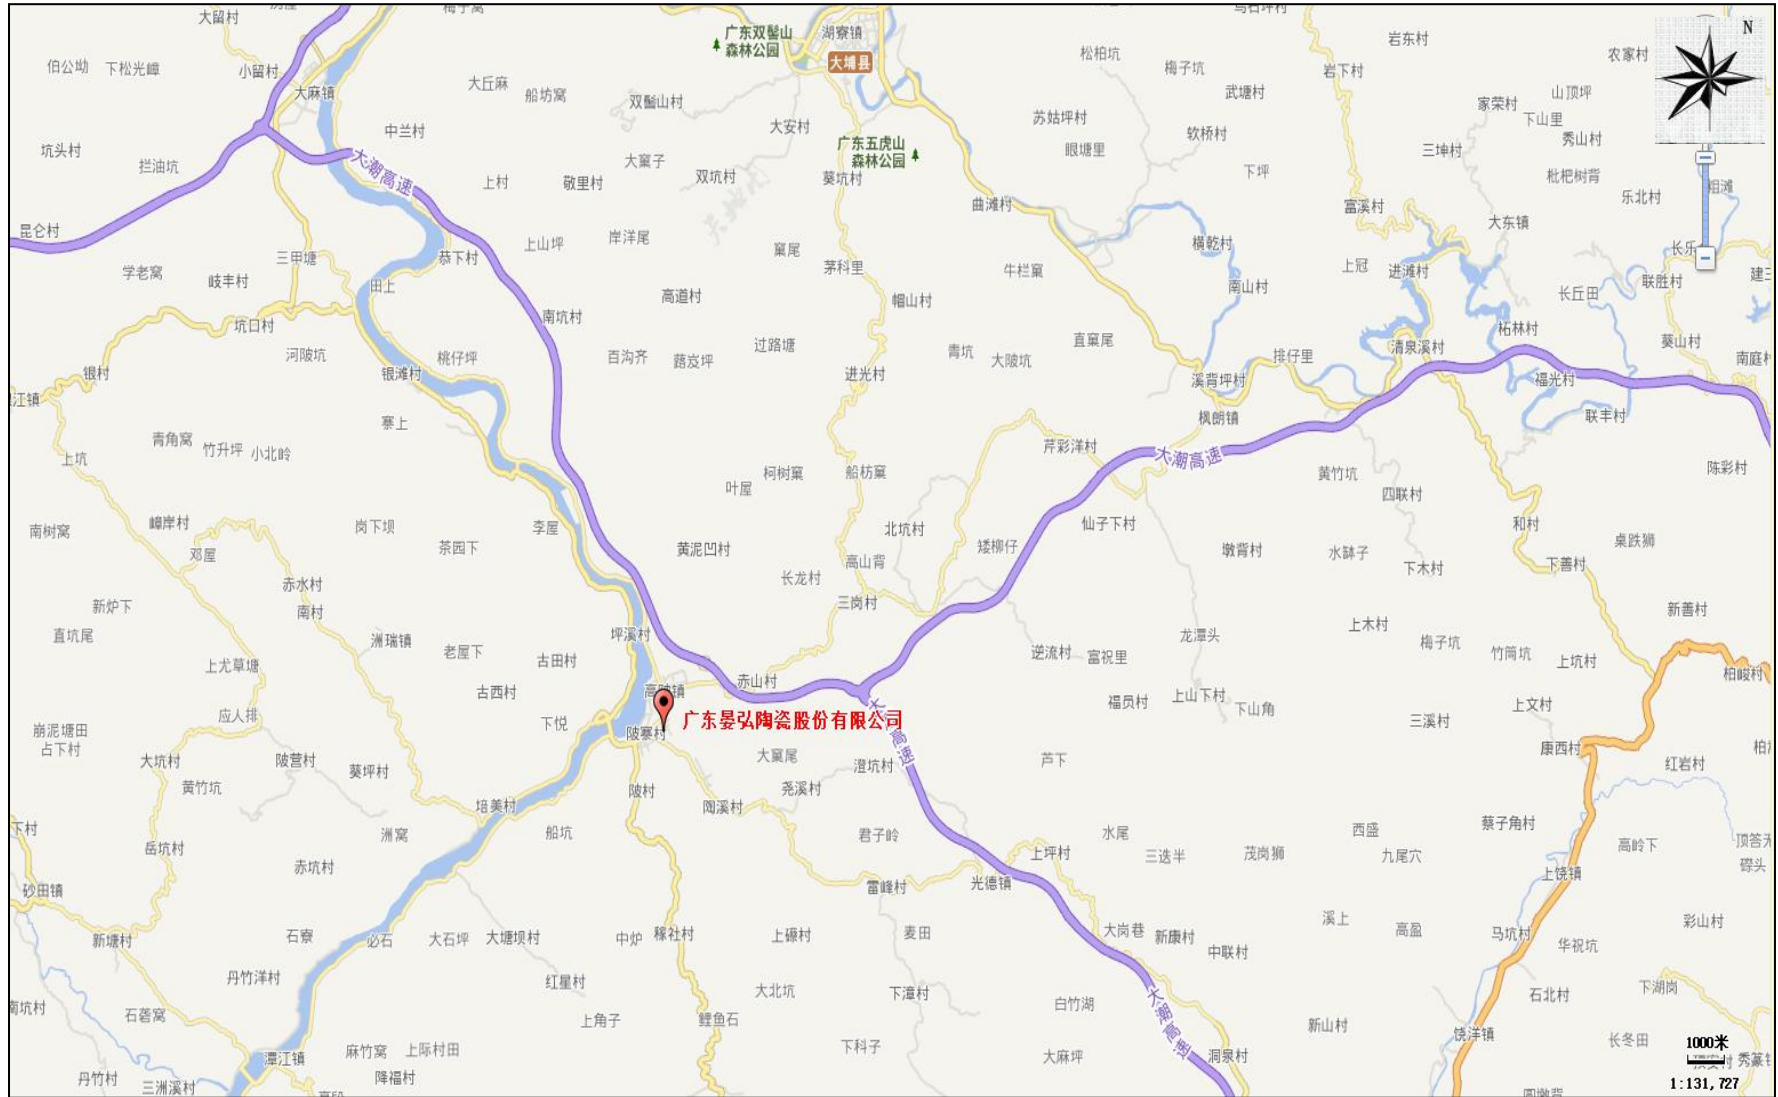 大留村
梅子窝
广东双髻山
森林公园
湖寮镇
大埔县
乌石坪村
岩东村
农家村
N
伯公坳
下松光嶂
小留村
大麻镇
大丘麻
船坊窝
双髻山村
松柏坑
梅子坑
岩下村
武塘村
山顶坪
家荣村
下山里
秀山村
中兰村
大安村
苏姑坪村
软桥村
坑头村
拦油坑
大潮高速
大窠子
广东五虎山
森林公园
眼塘里
三坤村
上村
敬里村
双坑村
葵坑村
下坪
枇杷树背
乐北村
曲滩村
富溪村
大东镇
昆仑村
上山坪
岸洋尾
横乾村
三甲塘
恭下村
窠尾
茅科里
牛栏窠
上冠
进滩村
长乐
学老窝
岐丰村
田上
高道村
帽山村
南山村
长丘田
联胜村
坑口村
南坑村
直窠尾
柘林村
葵山村
河陂坑
桃仔坪
百沟齐
过路塘
青坑
大陂坑
排仔里
清泉溪村
银村
银滩村
进光村
溪背坪村
福光村
寨上
枫朗镇
联丰村
青角窝
竹升坪
小北岭
芹彩洋村
大潮高速
上坑
叶屋
柯树窠
船枋窠
黄竹坑
陈彩村
四联村
南树窝
嶂岸村
岗下坝
李屋
北坑村
仙子下村
和村
邓屋
茶园下
黄泥凹村
高山背
矮柳仔
墩背村
水缽子
桌跌狮
赤水村
长龙村
下木村
下善村
新炉下
南村
三岗村
新善村
直坑尾
洲瑞镇
坪溪村
龙潭头
上木村
梅子坑
上尤草塘
老屋下
古田村
逆流村
富祝里
竹筒坑
上坑村
古西村
赤山村
柏峻村
高陂镇
福员村
上山下村
下山角
上文村
应人排
下悦
广东晏弘陶瓷股份有限公司
三溪村
崩泥塘田
占下村
陂寨村
大潮高速
康西村
大坑村
陂营村
葵坪村
大窠尾
澄坑村
芦下
红岩村
黄竹坑
陂村
尧溪村
培美村
陶溪村
下村
洲窝
船坑
君子岭
水尾
西盛
蔡子角村
岳坑村
赤坑村
上坪村
三迭半
茂岗狮
九尾穴
高岭下
砂田镇
雷峰村
光德镇
上饶镇
新塘村
石寮
必石
大石坪
大塘坝村
中炉
稼社村
上磜村
麦田
大岗巷
新康村
中联村
溪上
高盈
马坑村
华祝坑
彩山村
丹竹洋村
红星村
大北坑
下漳村
白竹湖
大潮高速
石北村
下湖岗
石砻窝
上角子
鲤鱼石
新山村
饶洋镇
长冬田
潭江镇
麻竹窝
上际村田
下科子
大麻坪
洞泉村
1000米
丹竹村
三洲溪村
降福村
1:131,727